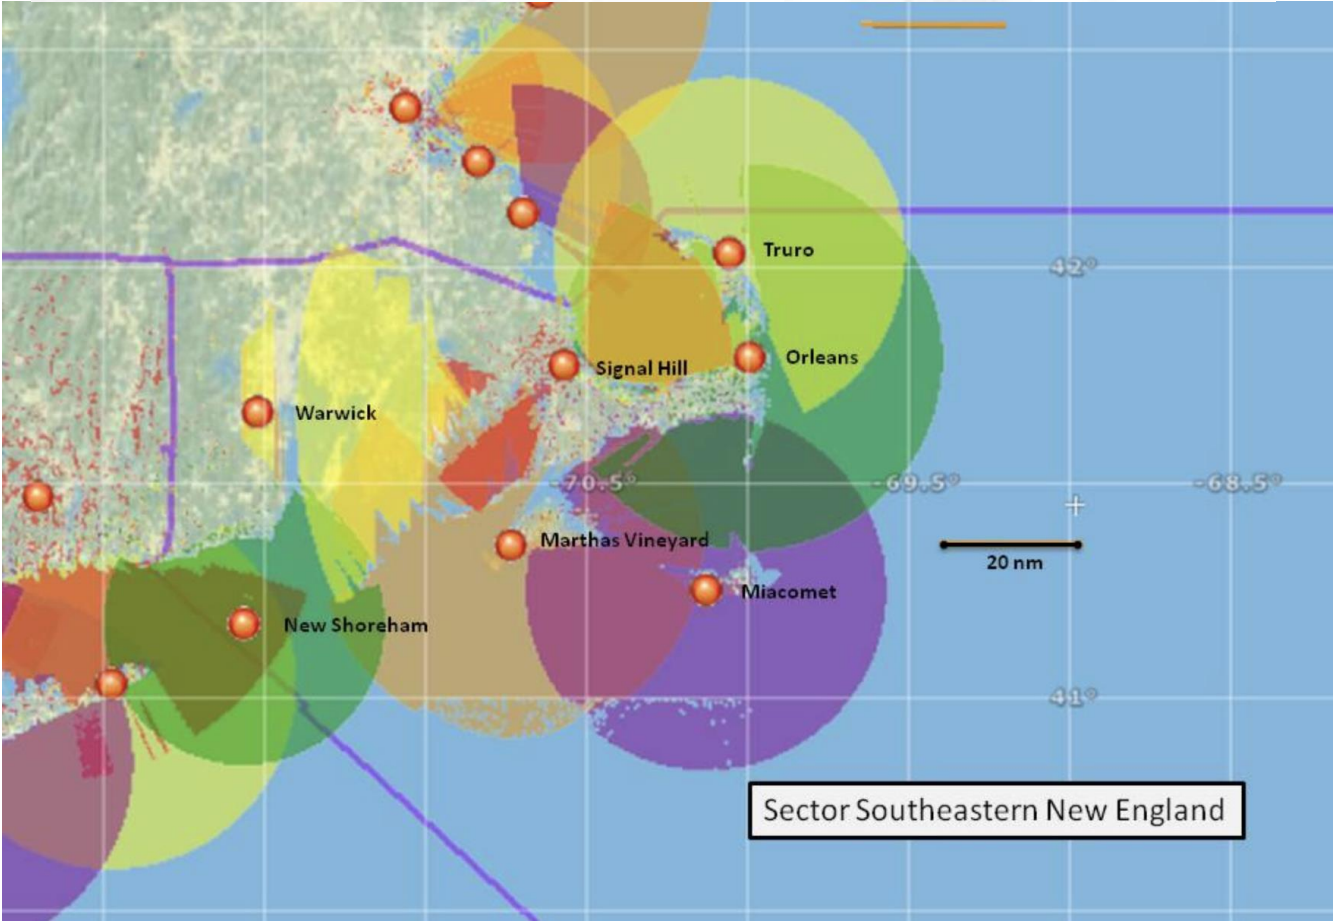 Truro
42°
Orleans
Signal Hill
Warwick
-70.5°
-69.5°
-68.5°
Marthas Vineyard
20 nm
Miacomet
New Shoreham
41°
Sector Southeastern New England